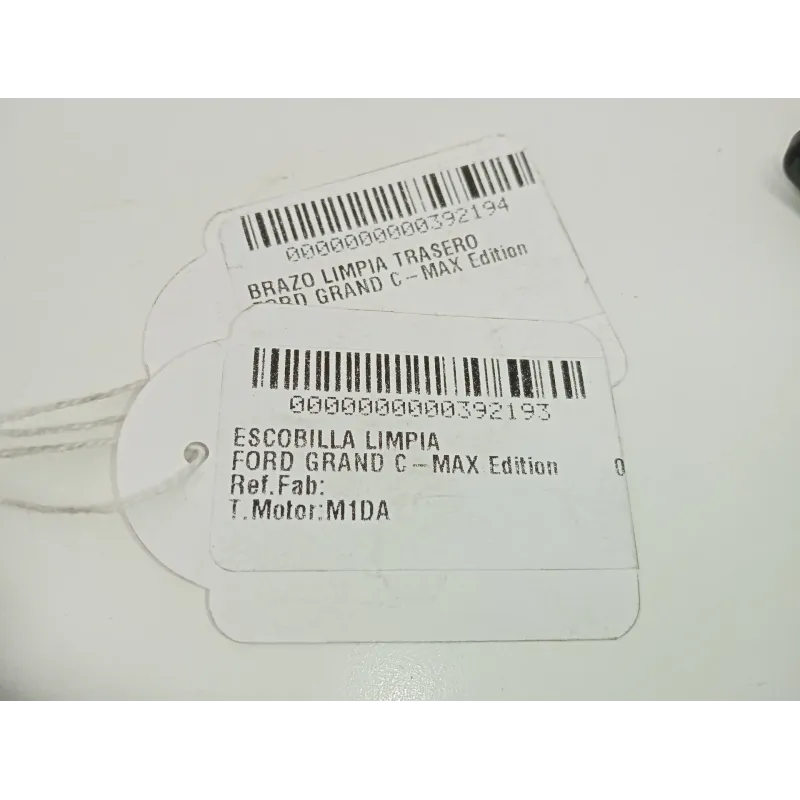 0000000000392194
BRAZO LIMPIA TRASERO
FORD GRAND C-MAX Edition
0000000000392193
ESCOBILLA LIMPIA
FORD GRAND C-MAX Edition 0
Ref.Fab:
T.Motor:M1DA